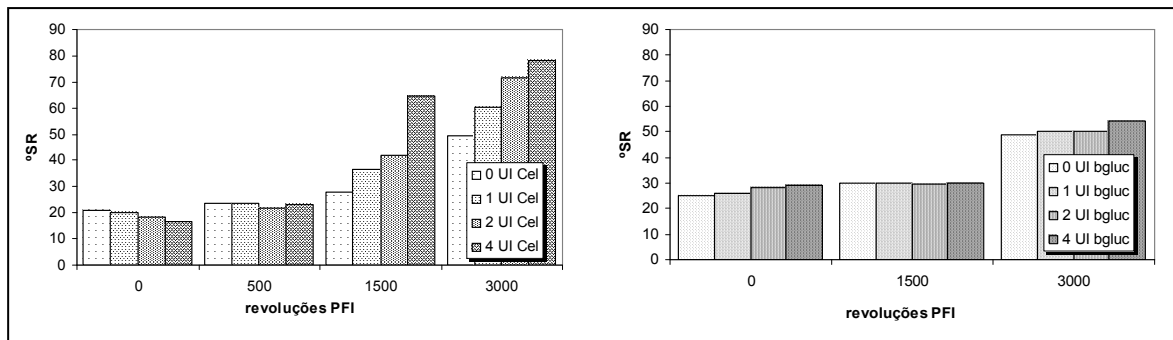 90
80
70
60
50
40
30
20
10
0
ºSR
0 500 1500 3000
revoluções PFI
0 UI Cel
1 UI Cel
2 UI Cel
4 UI Cel
90
80
70
60
50
40
30
20
10
0
ºSR
0 1500 3000
revoluções PFI
0 UI bgluc
1 UI bgluc
2 UI bgluc
4 UI bgluc